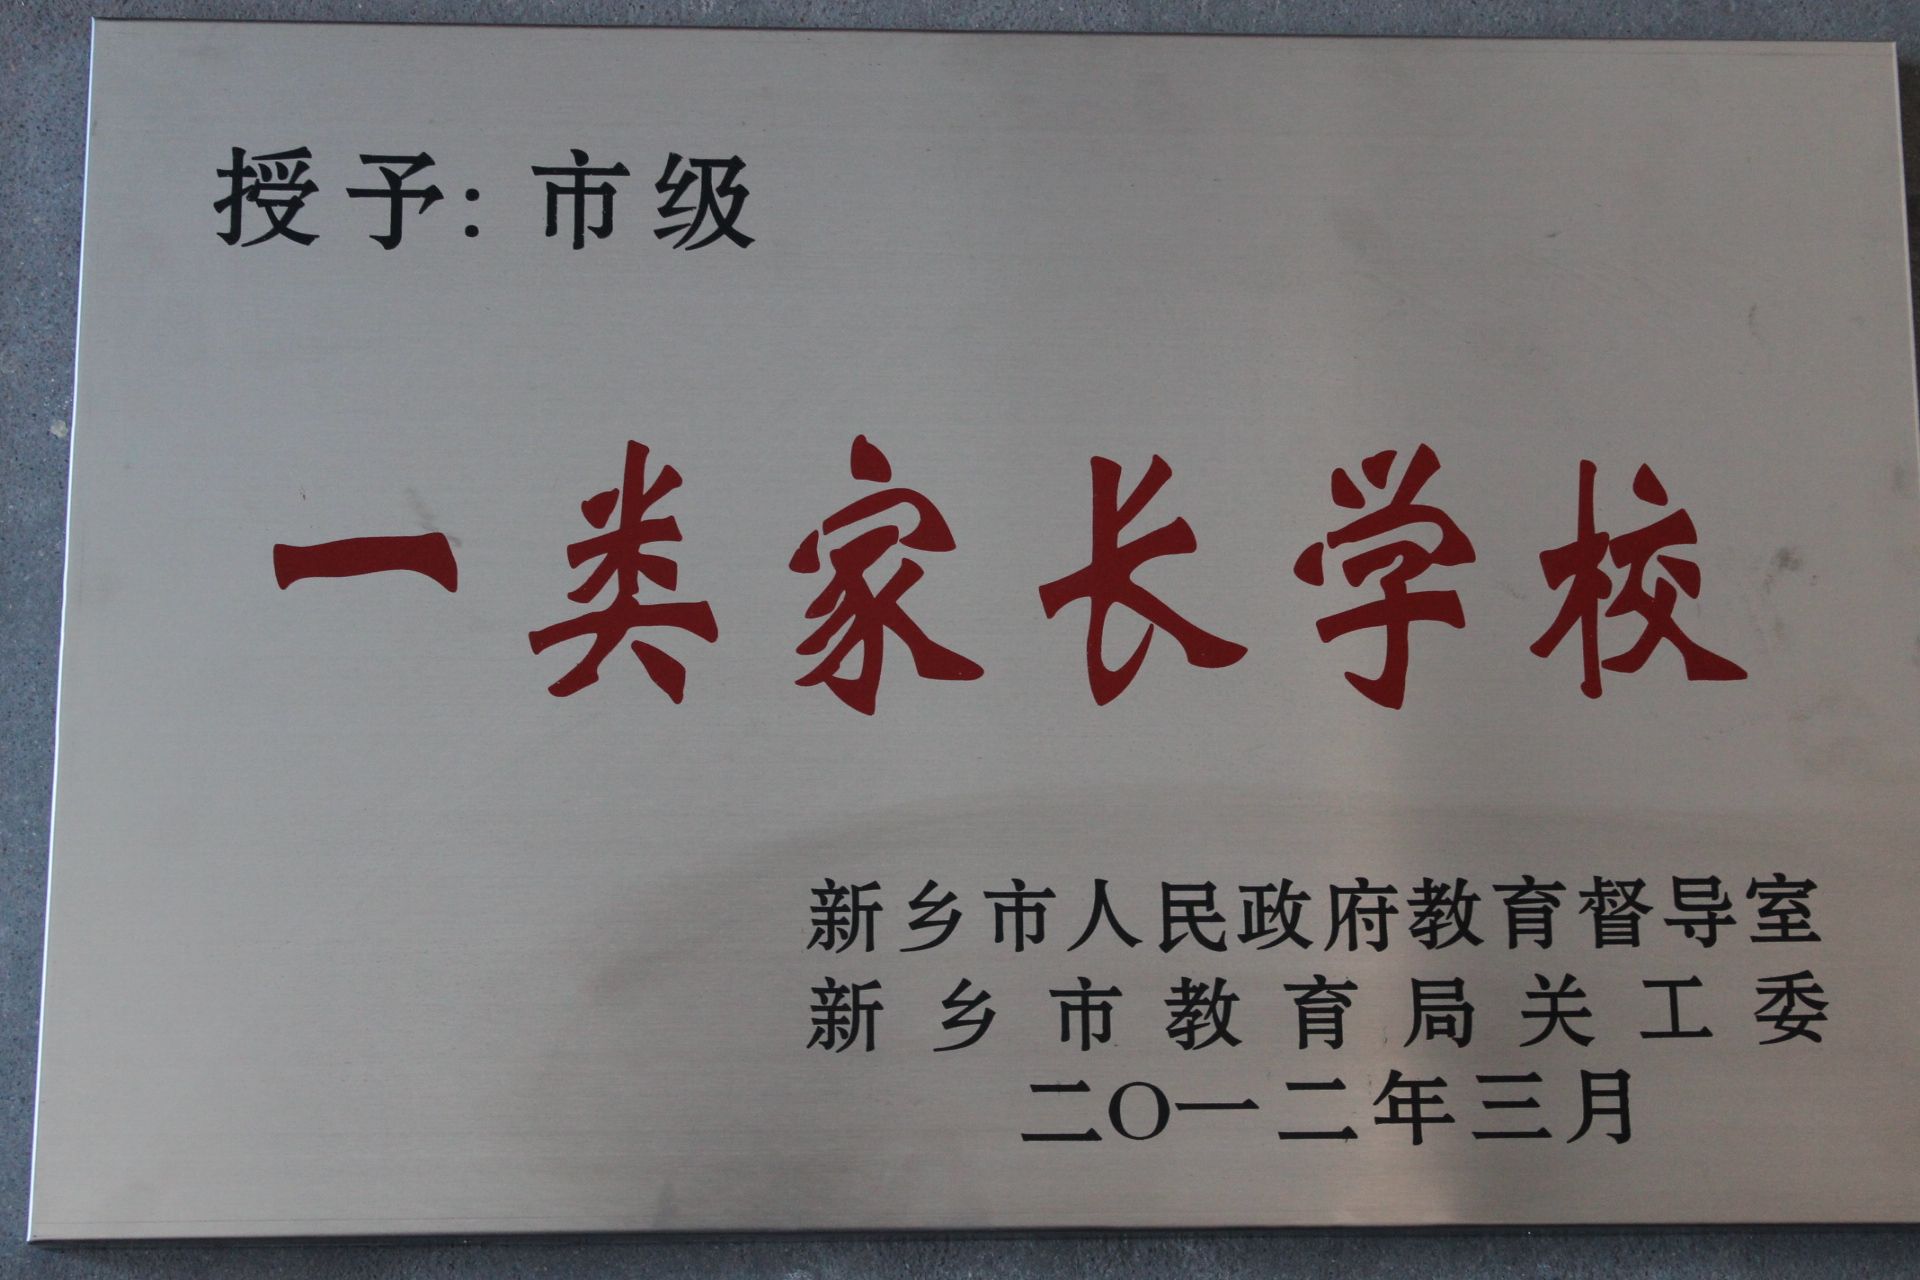 授予：市级
一类家长学校
新乡市人民政府教育督导室
新乡市教育局关工委
二〇一二年三月